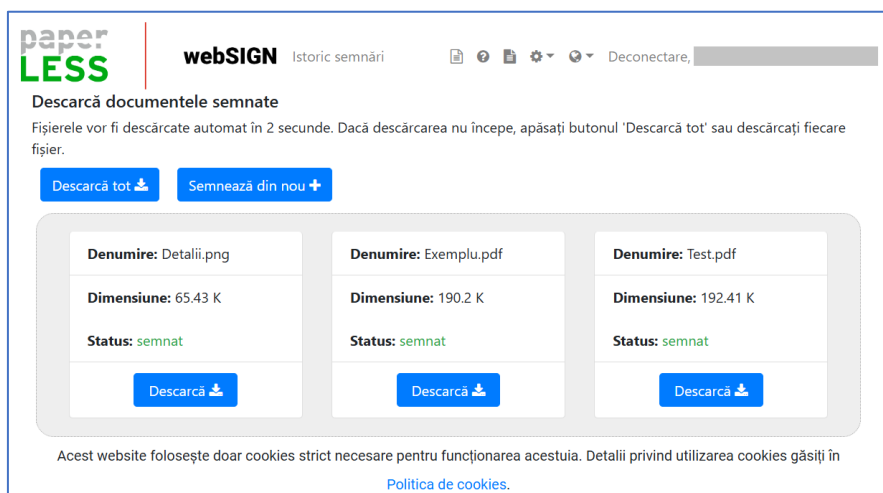 paper
LESS
webSIGN Istoric semnări Deconectare,
Descarcă documentele semnate
Fișierele vor fi descărcate automat în 2 secunde. Dacă descărcarea nu începe, apăsați butonul 'Descarcă tot' sau descărcați fiecare
fișier.
Descarcă tot Semnează din nou
Denumire: Detalii.png
Dimensiune: 65.43 K
Status: semnat
Descarcă
Denumire: Exemplu.pdf
Dimensiune: 190.2 K
Status: semnat
Descarcă
Denumire: Test.pdf
Dimensiune: 192.41 K
Status: semnat
Descarcă
Acest website folosește doar cookies strict necesare pentru funcționarea acestuia. Detalii privind utilizarea cookies găsiți în
Politica de cookies.